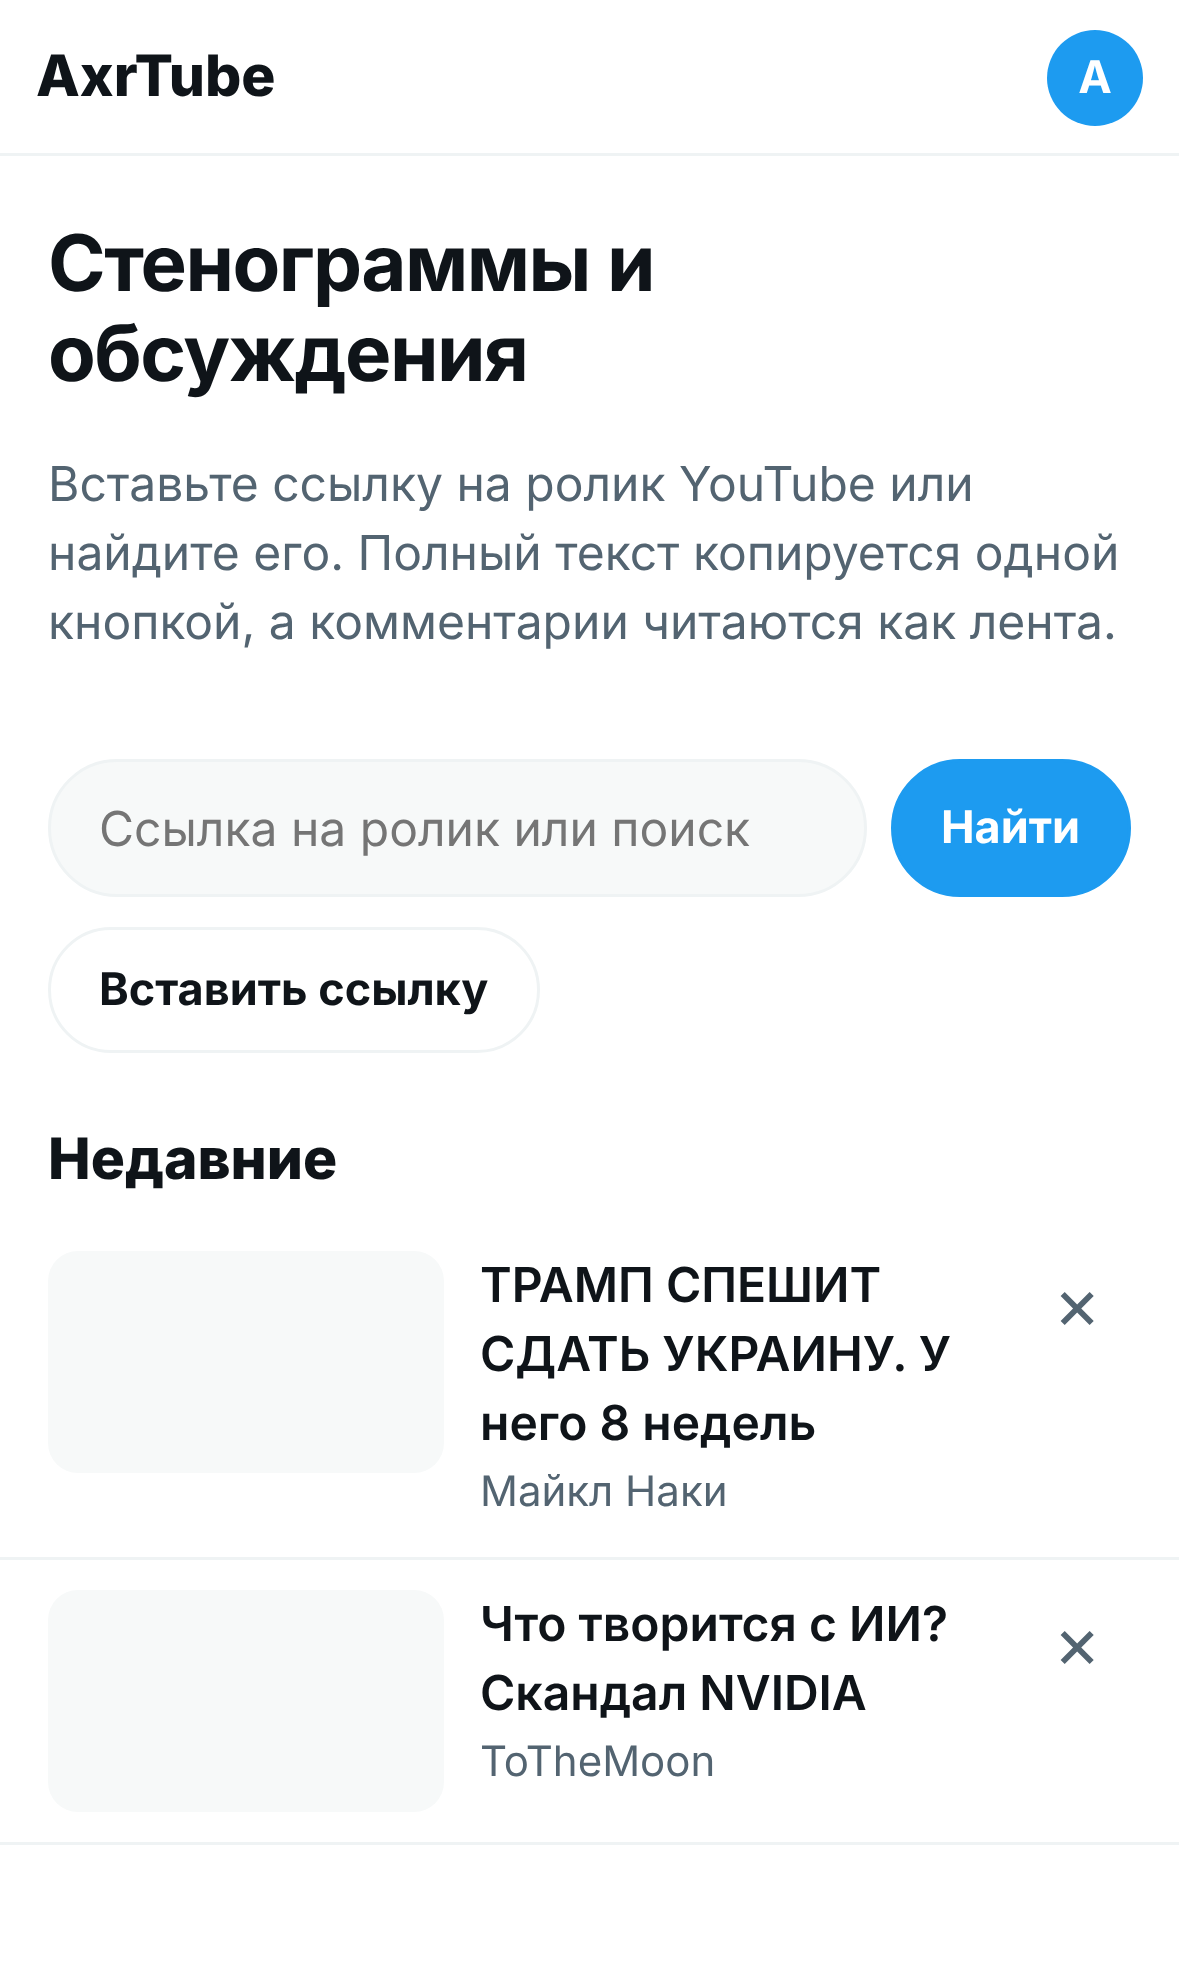 AxrTube
A
Стенограммы и
обсуждения
Вставьте ссылку на ролик YouTube или
найдите его. Полный текст копируется одной
кнопкой, а комментарии читаются как лента.
Ссылка на ролик или поиск
Найти
Вставить ссылку
Недавние
ТРАМП СПЕШИТ
СДАТЬ УКРАИНУ. У
него 8 недель
Майкл Наки
Что творится с ИИ?
Скандал NVIDIA
ToTheMoon